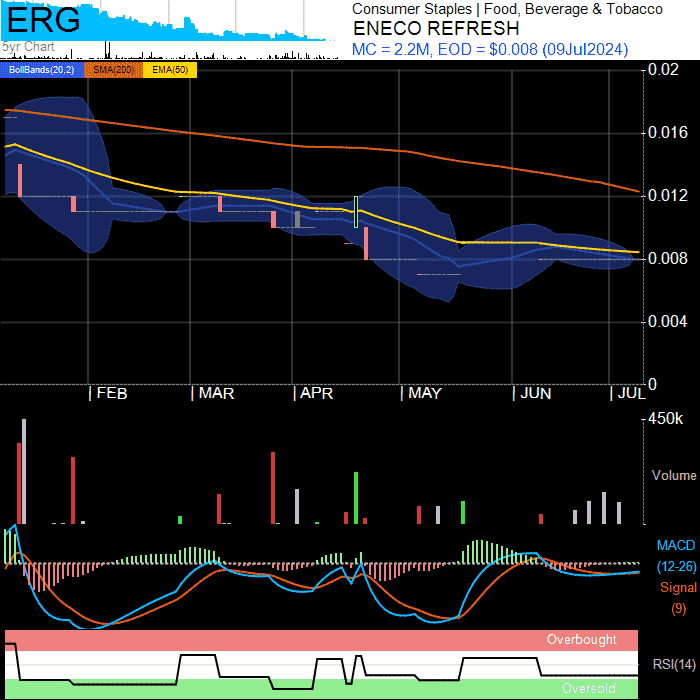 ERG
5yr Chart
Consumer Staples | Food, Beverage & Tobacco
ENECO REFRESH
MC = 2.2M, EOD = $0.008 (09Jul2024)
BollBands(20,2) SMA(200) EMA(50)
0.02
0.016
0.012
0.008
0.004
0
| FEB | MAR | APR | MAY | JUN | JUL
450k
Volume
MACD
(12-26)
Signal
(9)
Overbought
RSI(14)
Oversold